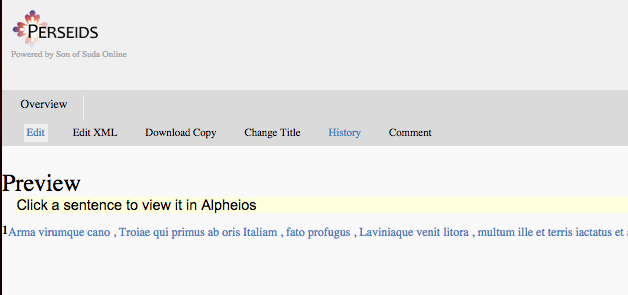 PERSEIDS
Powered by Son of Suda Online
Overview
Edit Edit XML Download Copy Change Title History Comment
Preview
Click a sentence to view it in Alpheios
1 Arma virumque cano , Troiae qui primus ab oris Italiam , fato profugus , Laviniaque venit litora , multum ille et terris iactatus et